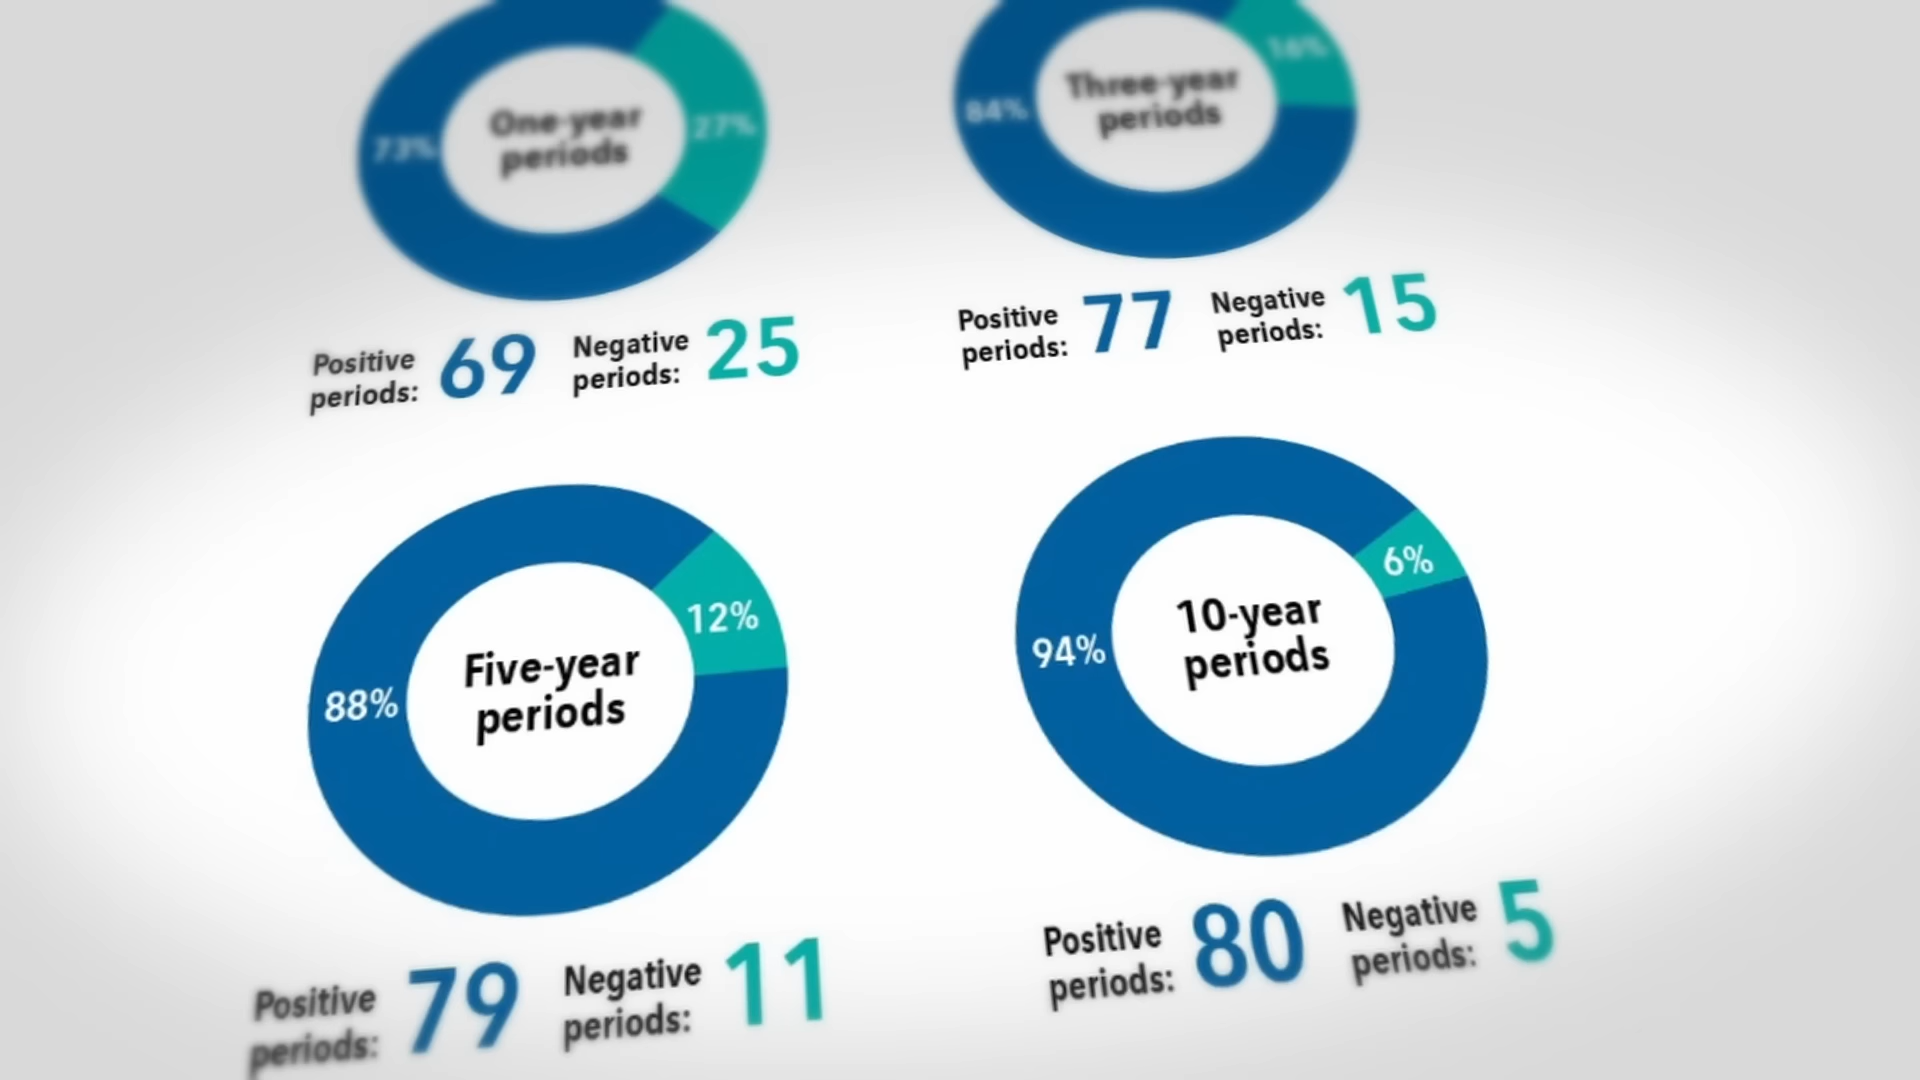 One-year
periods
73%
27%
Positive
periods:
69
Negative
periods:
25
Three-year
periods
84%
16%
Positive
periods:
77
Negative
periods:
15
Five-year
periods
88%
12%
Positive
periods:
79
Negative
periods:
11
10-year
periods
94%
6%
Positive
periods:
80
Negative
periods:
5